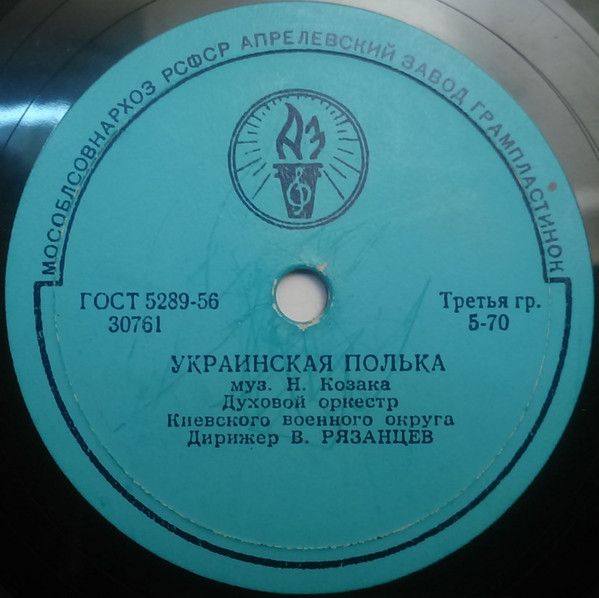 МОСОБЛСОВНАРХОЗ РСФСР АПРЕЛЕВСКИЙ ЗАВОД ГРАМПЛАСТИНОК
АЗ
ГОСТ 5289-56
30761
Третья гр.
5-70
УКРАИНСКАЯ ПОЛЬКА
муз. Н. Козака
Духовой оркестр
Киевского военного округа
Дирижер В. РЯЗАНЦЕВ